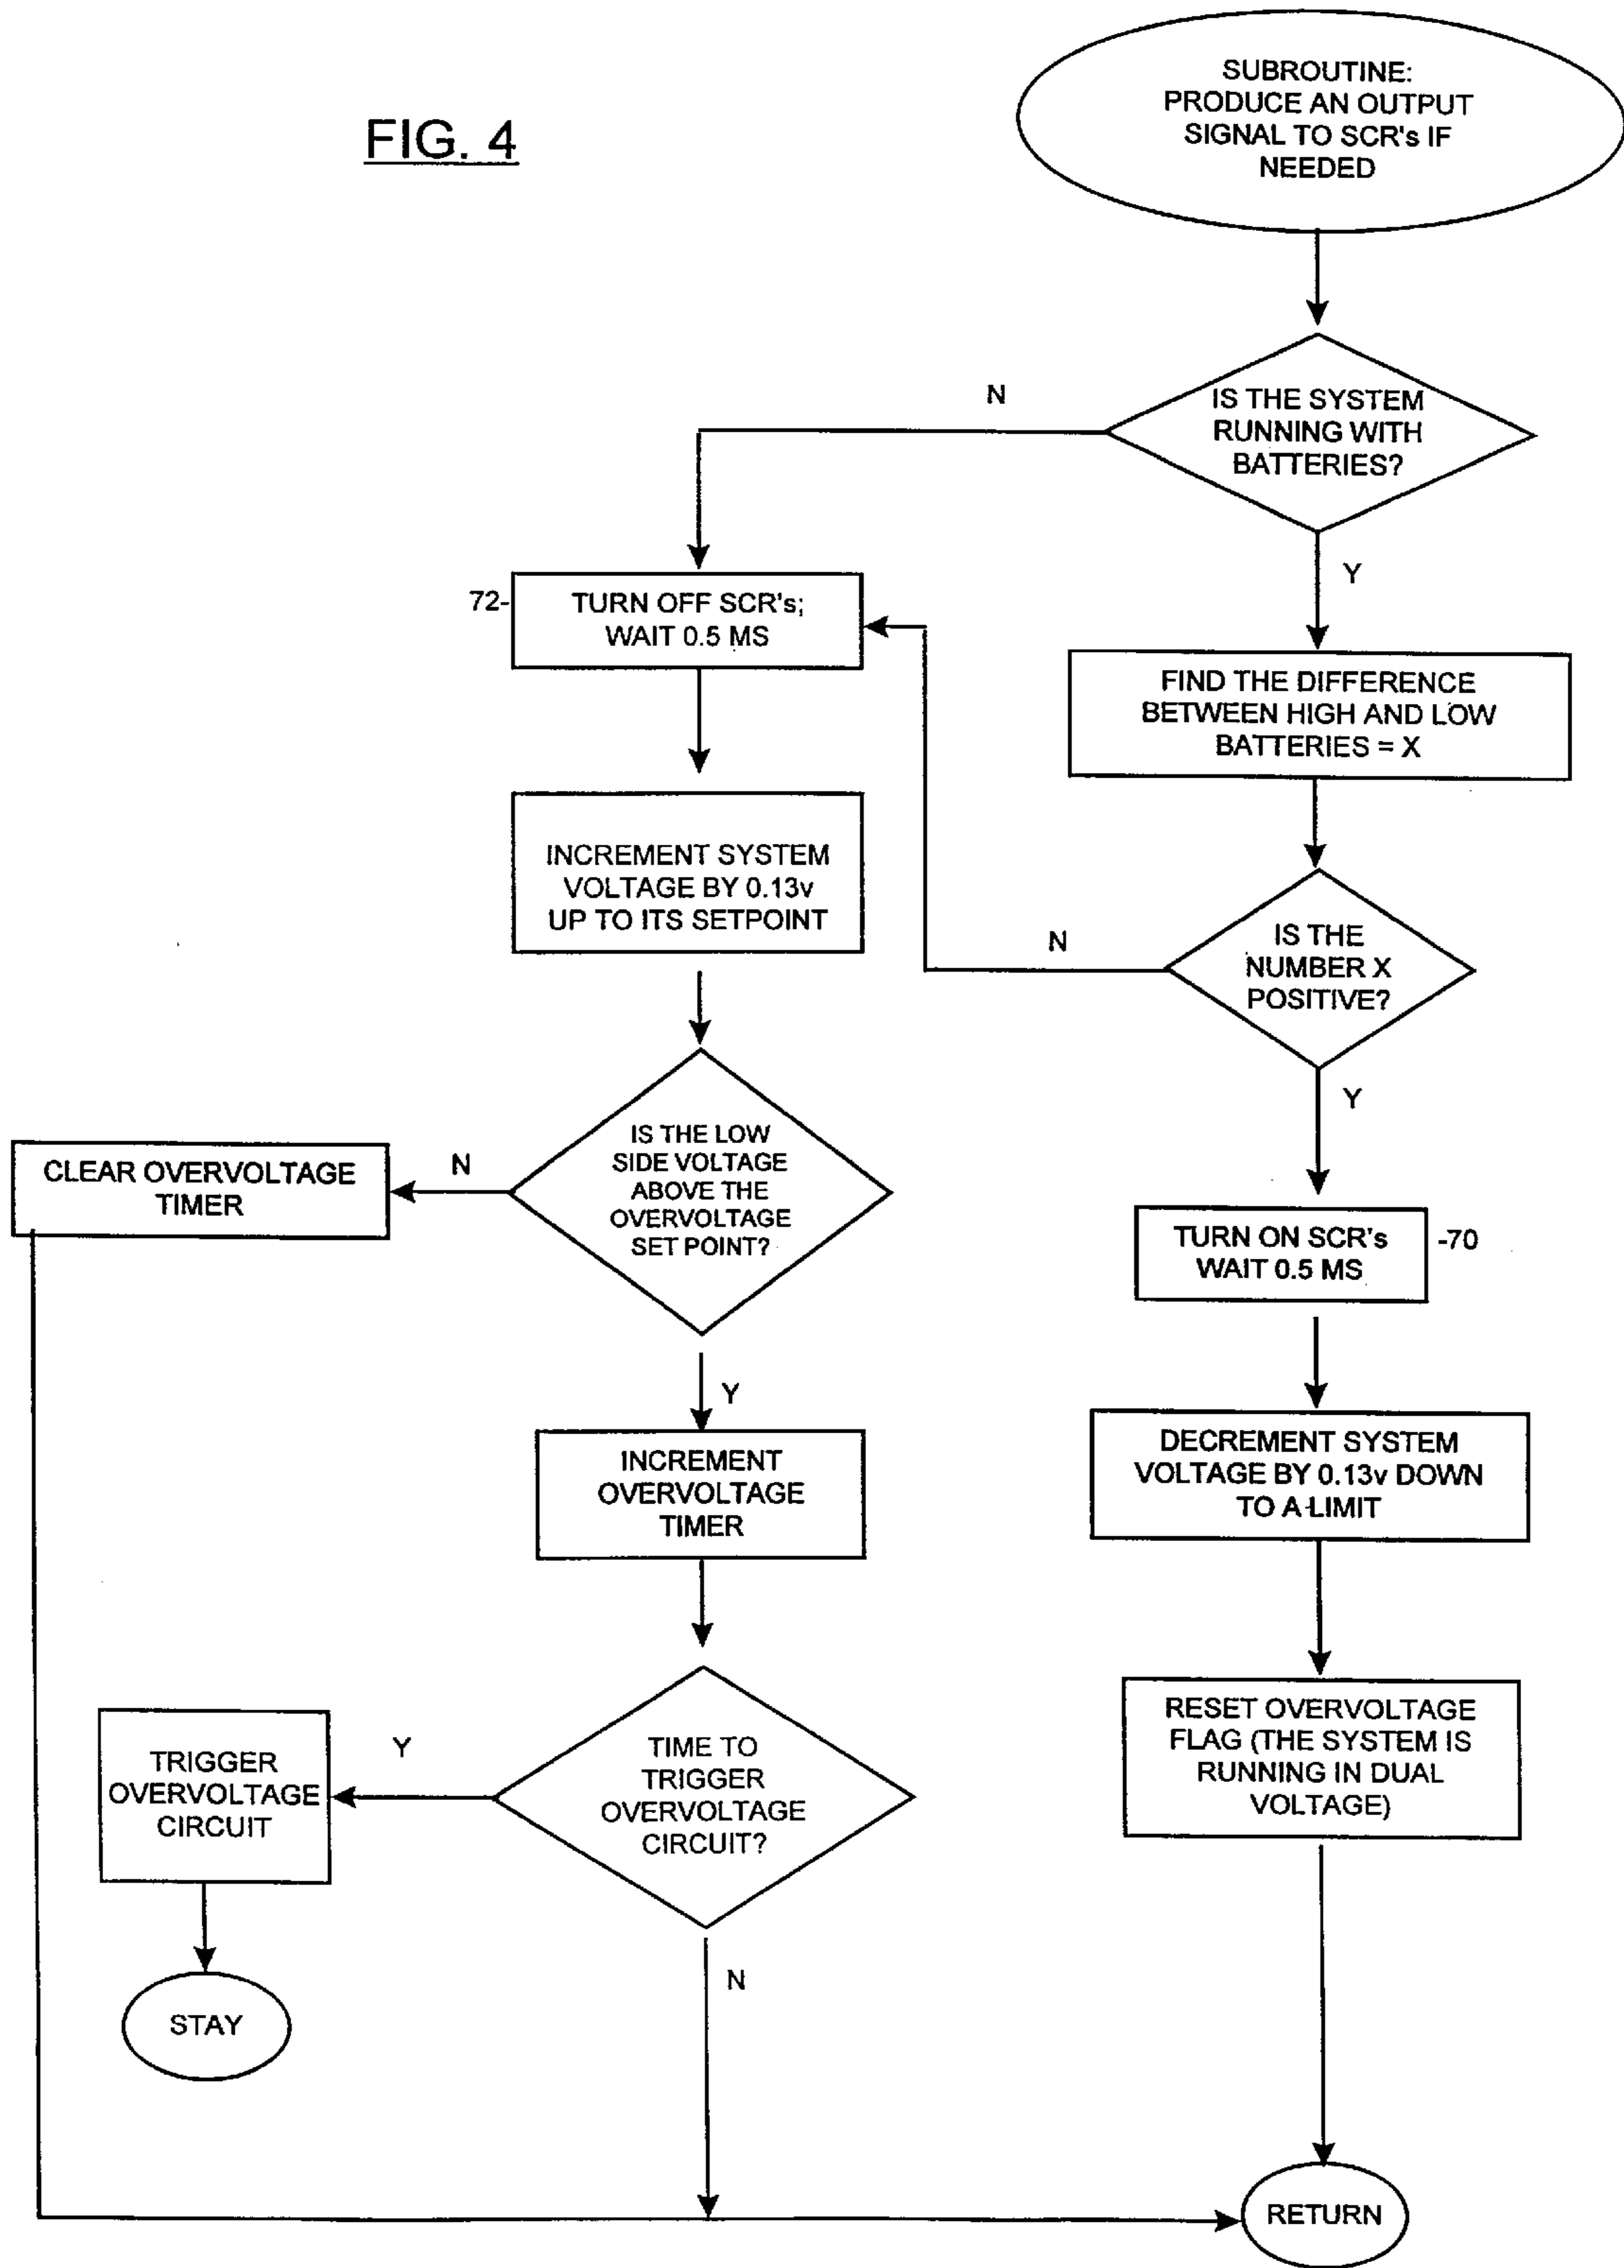 FIG. 4
SUBROUTINE:
PRODUCE AN OUTPUT
SIGNAL TO SCR's IF
NEEDED
IS THE SYSTEM
RUNNING WITH
BATTERIES?
N
Y
72-
TURN OFF SCR's;
WAIT 0.5 MS
FIND THE DIFFERENCE
BETWEEN HIGH AND LOW
BATTERIES = X
INCREMENT SYSTEM
VOLTAGE BY 0.13v
UP TO ITS SETPOINT
IS THE
NUMBER X
POSITIVE?
N
Y
IS THE LOW
SIDE VOLTAGE
ABOVE THE
OVERVOLTAGE
SET POINT?
N
CLEAR OVERVOLTAGE
TIMER
Y
TURN ON SCR's
WAIT 0.5 MS
-70
INCREMENT
OVERVOLTAGE
TIMER
DECREMENT SYSTEM
VOLTAGE BY 0.13v DOWN
TO A LIMIT
TIME TO
TRIGGER
OVERVOLTAGE
CIRCUIT?
Y
TRIGGER
OVERVOLTAGE
CIRCUIT
RESET OVERVOLTAGE
FLAG (THE SYSTEM IS
RUNNING IN DUAL
VOLTAGE)
STAY
N
RETURN